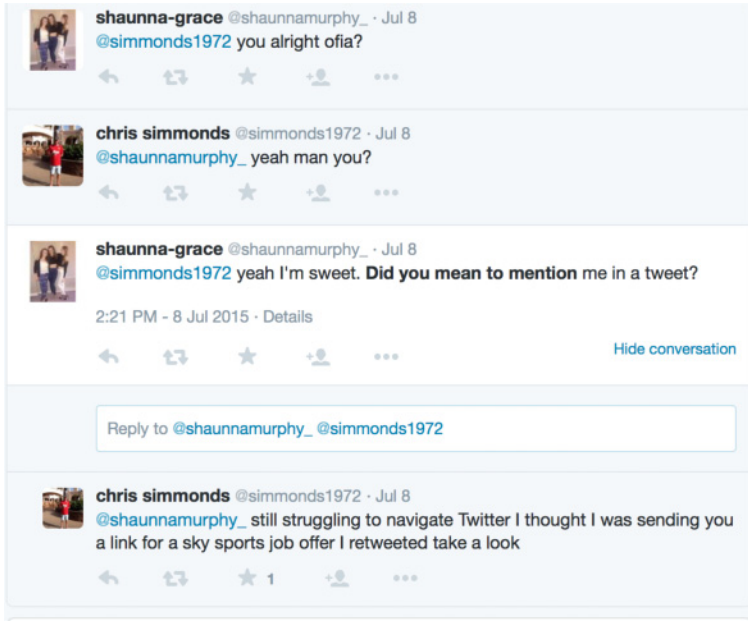 shaunna-grace @shaunnamurphy_ · Jul 8
@simmonds1972 you alright ofia?
chris simmonds @simmonds1972 · Jul 8
@shaunnamurphy_ yeah man you?
shaunna-grace @shaunnamurphy_ · Jul 8
@simmonds1972 yeah I'm sweet. Did you mean to mention me in a tweet?
2:21 PM - 8 Jul 2015 · Details
Hide conversation
Reply to @shaunnamurphy_ @simmonds1972
chris simmonds @simmonds1972 · Jul 8
@shaunnamurphy_ still struggling to navigate Twitter I thought I was sending you
a link for a sky sports job offer I retweeted take a look
1